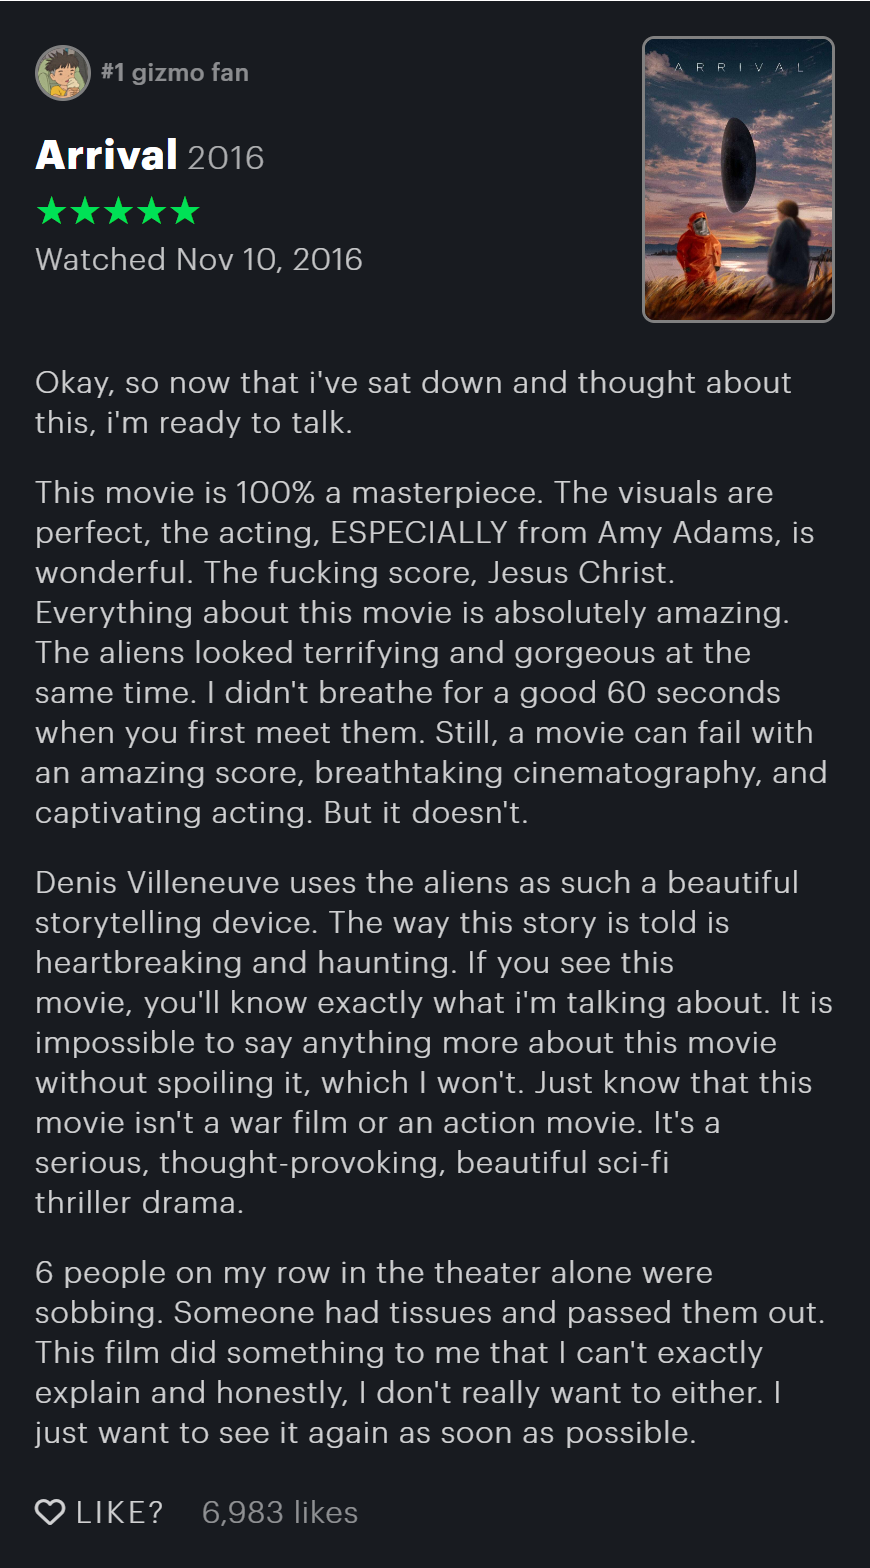 #1 gizmo fan
ARRIVAL
Arrival 2016
★★★★★
Watched Nov 10, 2016
Okay, so now that i've sat down and thought about
this, i'm ready to talk.
This movie is 100% a masterpiece. The visuals are
perfect, the acting, ESPECIALLY from Amy Adams, is
wonderful. The fucking score, Jesus Christ.
Everything about this movie is absolutely amazing.
The aliens looked terrifying and gorgeous at the
same time. I didn't breathe for a good 60 seconds
when you first meet them. Still, a movie can fail with
an amazing score, breathtaking cinematography, and
captivating acting. But it doesn't.
Denis Villeneuve uses the aliens as such a beautiful
storytelling device. The way this story is told is
heartbreaking and haunting. If you see this
movie, you'll know exactly what i'm talking about. It is
impossible to say anything more about this movie
without spoiling it, which I won't. Just know that this
movie isn't a war film or an action movie. It's a
serious, thought-provoking, beautiful sci-fi
thriller drama.
6 people on my row in the theater alone were
sobbing. Someone had tissues and passed them out.
This film did something to me that I can't exactly
explain and honestly, I don't really want to either. I
just want to see it again as soon as possible.
LIKE? 6,983 likes